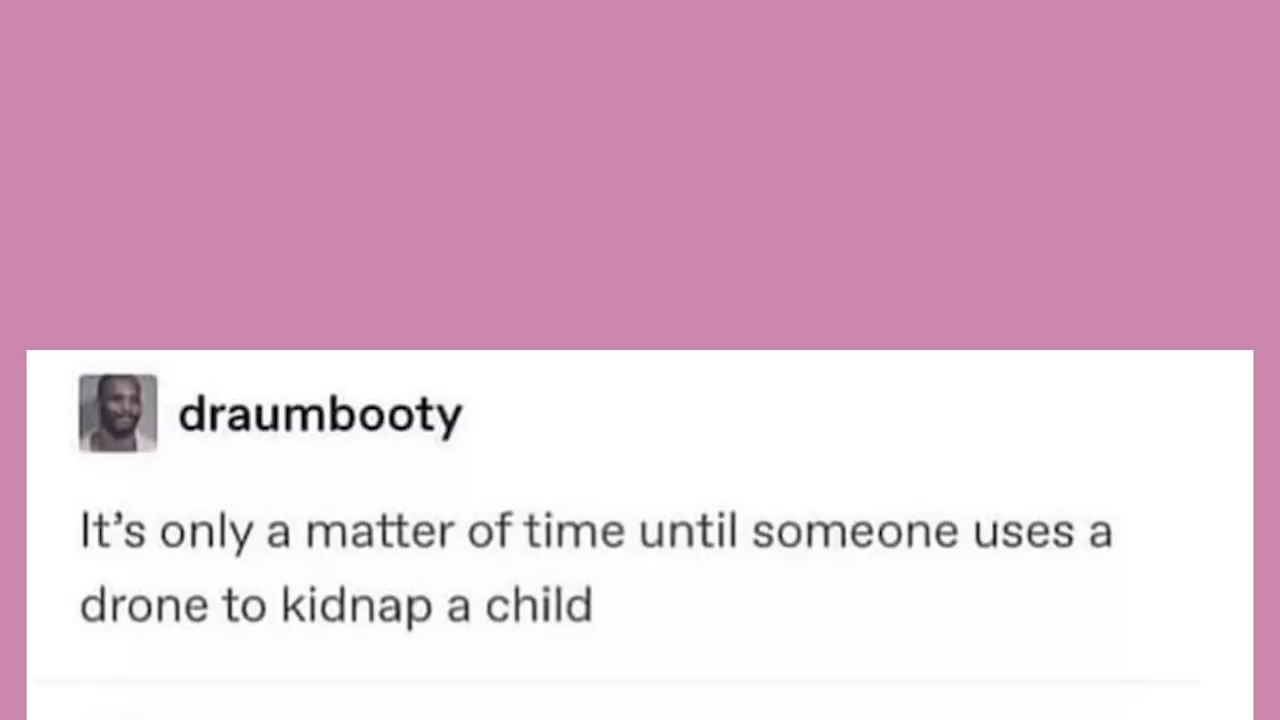 draumbooty
It’s only a matter of time until someone uses a
drone to kidnap a child